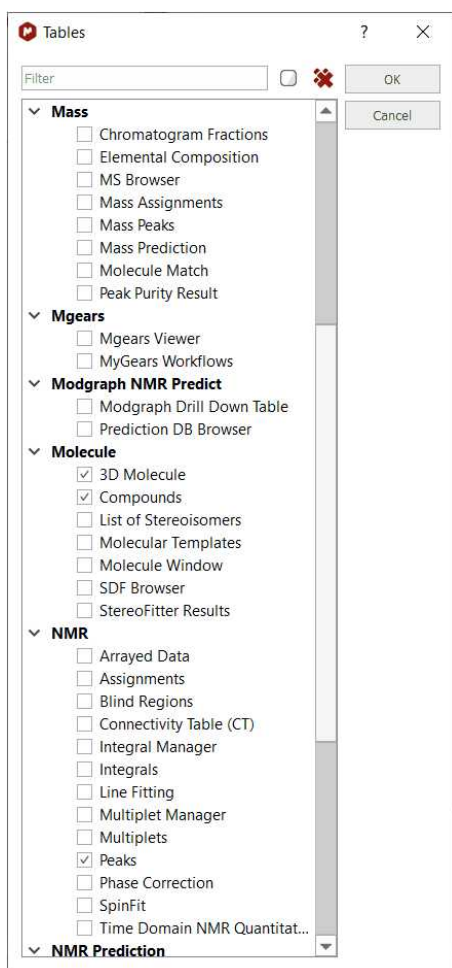 Tables ?
Filter
OK
Cancel
Mass
Chromatogram Fractions
Elemental Composition
MS Browser
Mass Assignments
Mass Peaks
Mass Prediction
Molecule Match
Peak Purity Result
Mgears
Mgears Viewer
MyGears Workflows
Modgraph NMR Predict
Modgraph Drill Down Table
Prediction DB Browser
Molecule
3D Molecule
Compounds
List of Stereoisomers
Molecular Templates
Molecule Window
SDF Browser
StereoFitter Results
NMR
Arrayed Data
Assignments
Blind Regions
Connectivity Table (CT)
Integral Manager
Integrals
Line Fitting
Multiplet Manager
Multiplets
Peaks
Phase Correction
SpinFit
Time Domain NMR Quantitat...
NMR Prediction